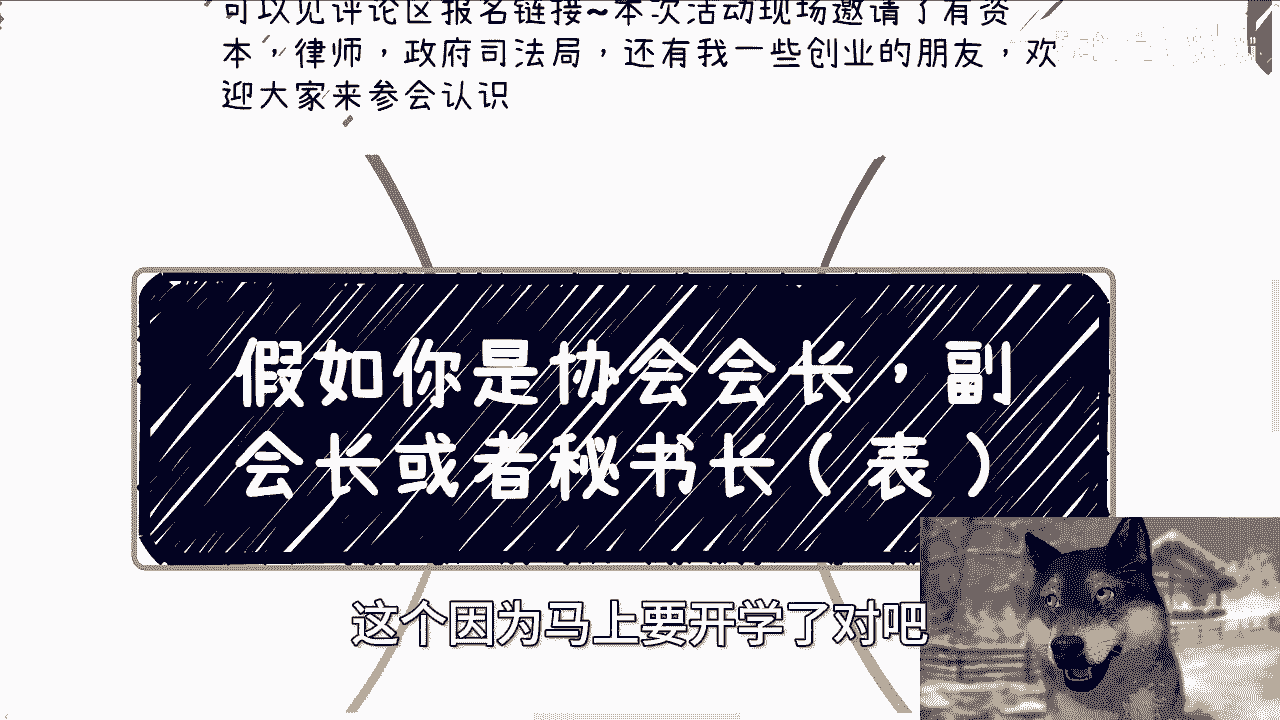 可以见评论区报名链接~本次活动现场邀请了有资
本，律师，政府司法局，还有我一些创业的朋友，欢
迎大家来参会认识
假如你是协会会长，副
会长或者秘书长（表）
这个因为马上要开学了对吧